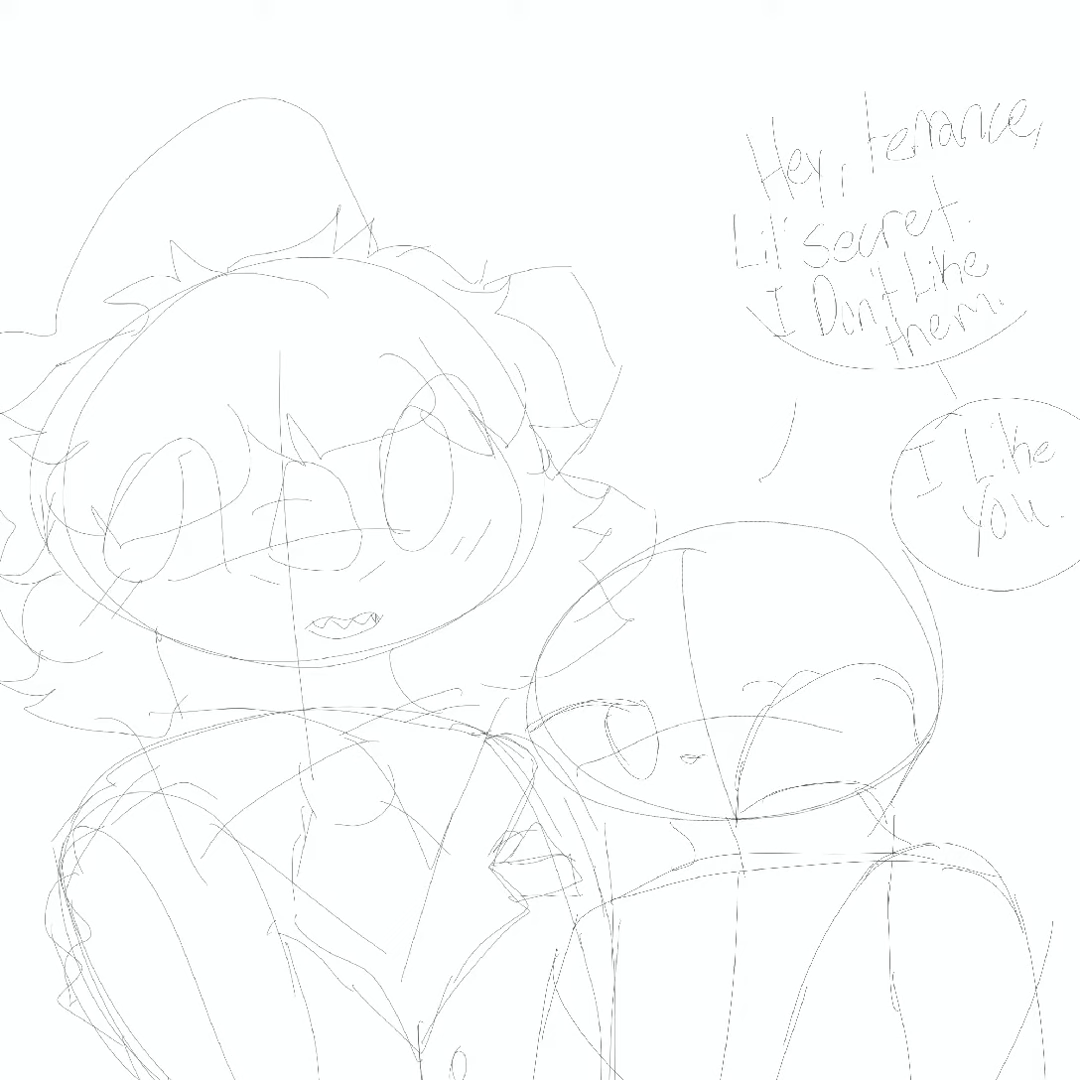 Hey, terrance,
Lil' secret.
I Don't Like
them.
I Like
You.